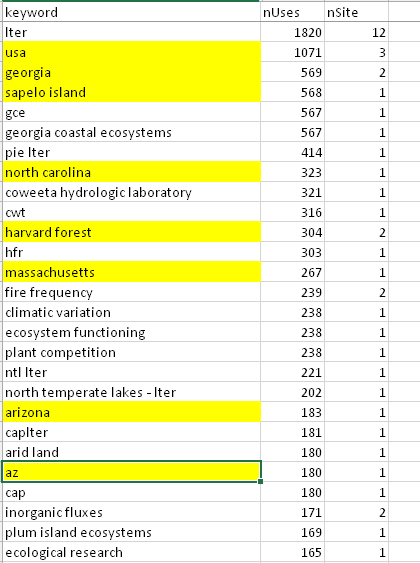 keyword nUses nSite
lter 1820 12
usa 1071 3
georgia 569 2
sapelo island 568 1
gce 567 1
georgia coastal ecosystems 567 1
pie lter 414 1
north carolina 323 1
coweeta hydrologic laboratory 321 1
cwt 316 1
harvard forest 304 2
hfr 303 1
massachusetts 267 1
fire frequency 239 2
climatic variation 238 1
ecosystem functioning 238 1
plant competition 238 1
ntl lter 221 1
north temperate lakes - lter 202 1
arizona 183 1
caplter 181 1
arid land 180 1
az 180 1
cap 180 1
inorganic fluxes 171 2
plum island ecosystems 169 1
ecological research 165 1